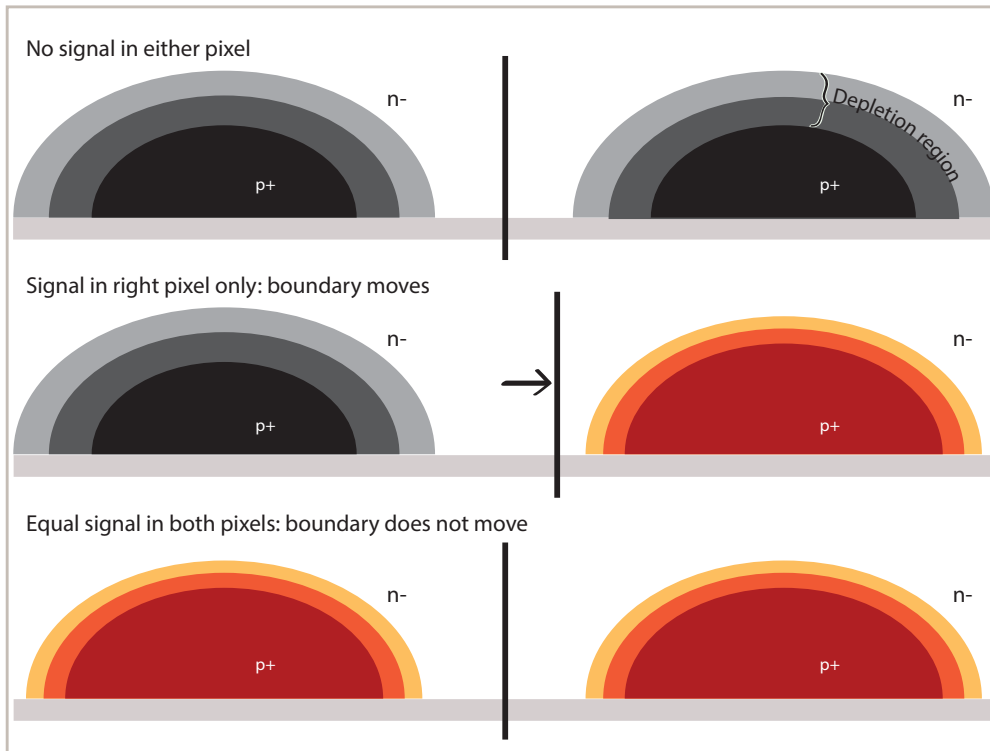 No signal in either pixel
n-
p+
n-
Depletion region
p+
Signal in right pixel only: boundary moves
n-
p+
n-
p+
Equal signal in both pixels: boundary does not move
n-
p+
n-
p+